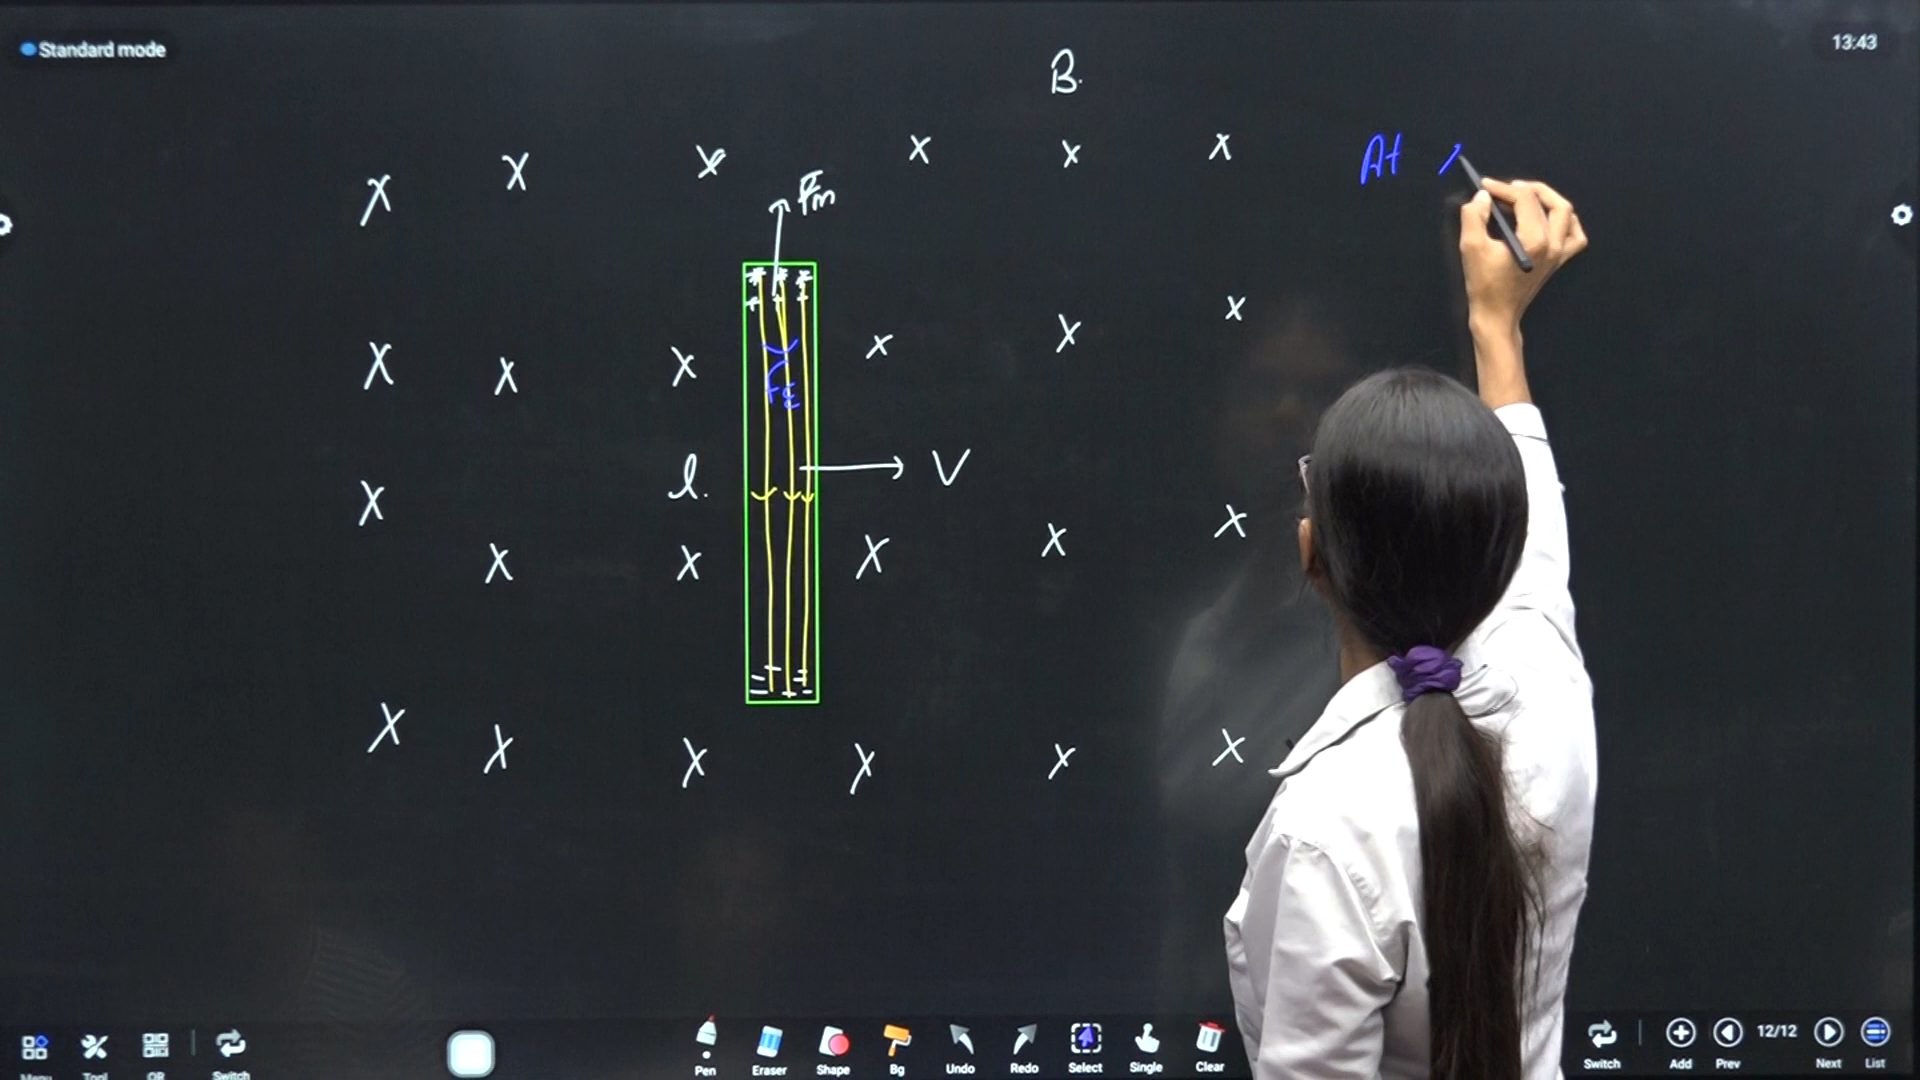 Standard mode
13:43
B.
X X X X X X
Fm
+ + +
+ + +
X X X X X X
FE
l. V
X X X X X X
X X X X X X
At
Menu Tool QR Switch Pen Eraser Shape Bg Undo Redo Select Single Clear Switch Add Prev 12/12 Next List